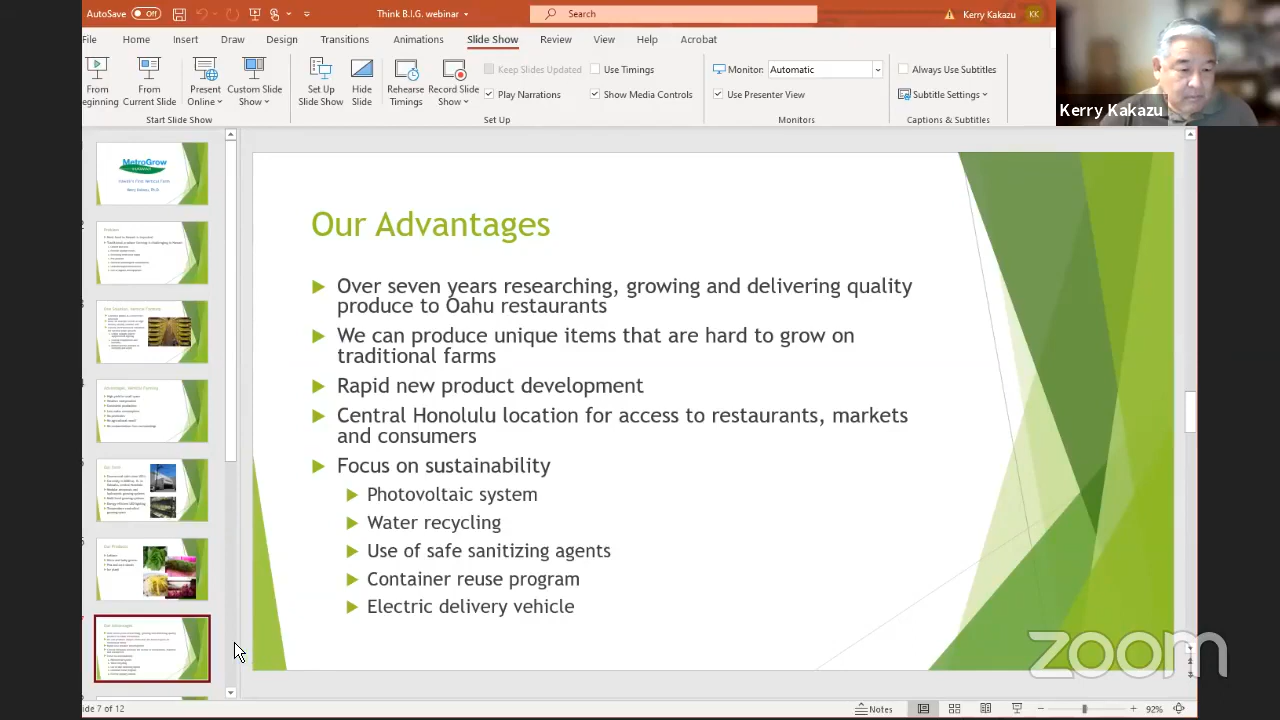 AutoSave Off Think B.I.G. webinar Search Kerry Kakazu KK
File Home Insert Draw Design Transitions Animations Slide Show Review View Help Acrobat
From Beginning From Current Slide Present Online Custom Slide Show Set Up Slide Show Hide Slide Rehearse Timings Record Slide Show
Keep Slides Updated Use Timings Monitor: Automatic Always Use Subtitles
Play Narrations Show Media Controls Use Presenter View Subtitle Settings
Start Slide Show Set Up Monitors Captions & Subtitles
Kerry Kakazu
MetroGrow
Our Advantages
Over seven years researching, growing and delivering quality
produce to Oahu restaurants
We can produce unique items that are hard to grow on
traditional farms
Rapid new product development
Central Honolulu location for access to restaurants, markets
and consumers
Focus on sustainability
Photovoltaic system
Water recycling
Use of safe sanitizing agents
Container reuse program
Electric delivery vehicle
zoom
ide 7 of 12 Notes 92%